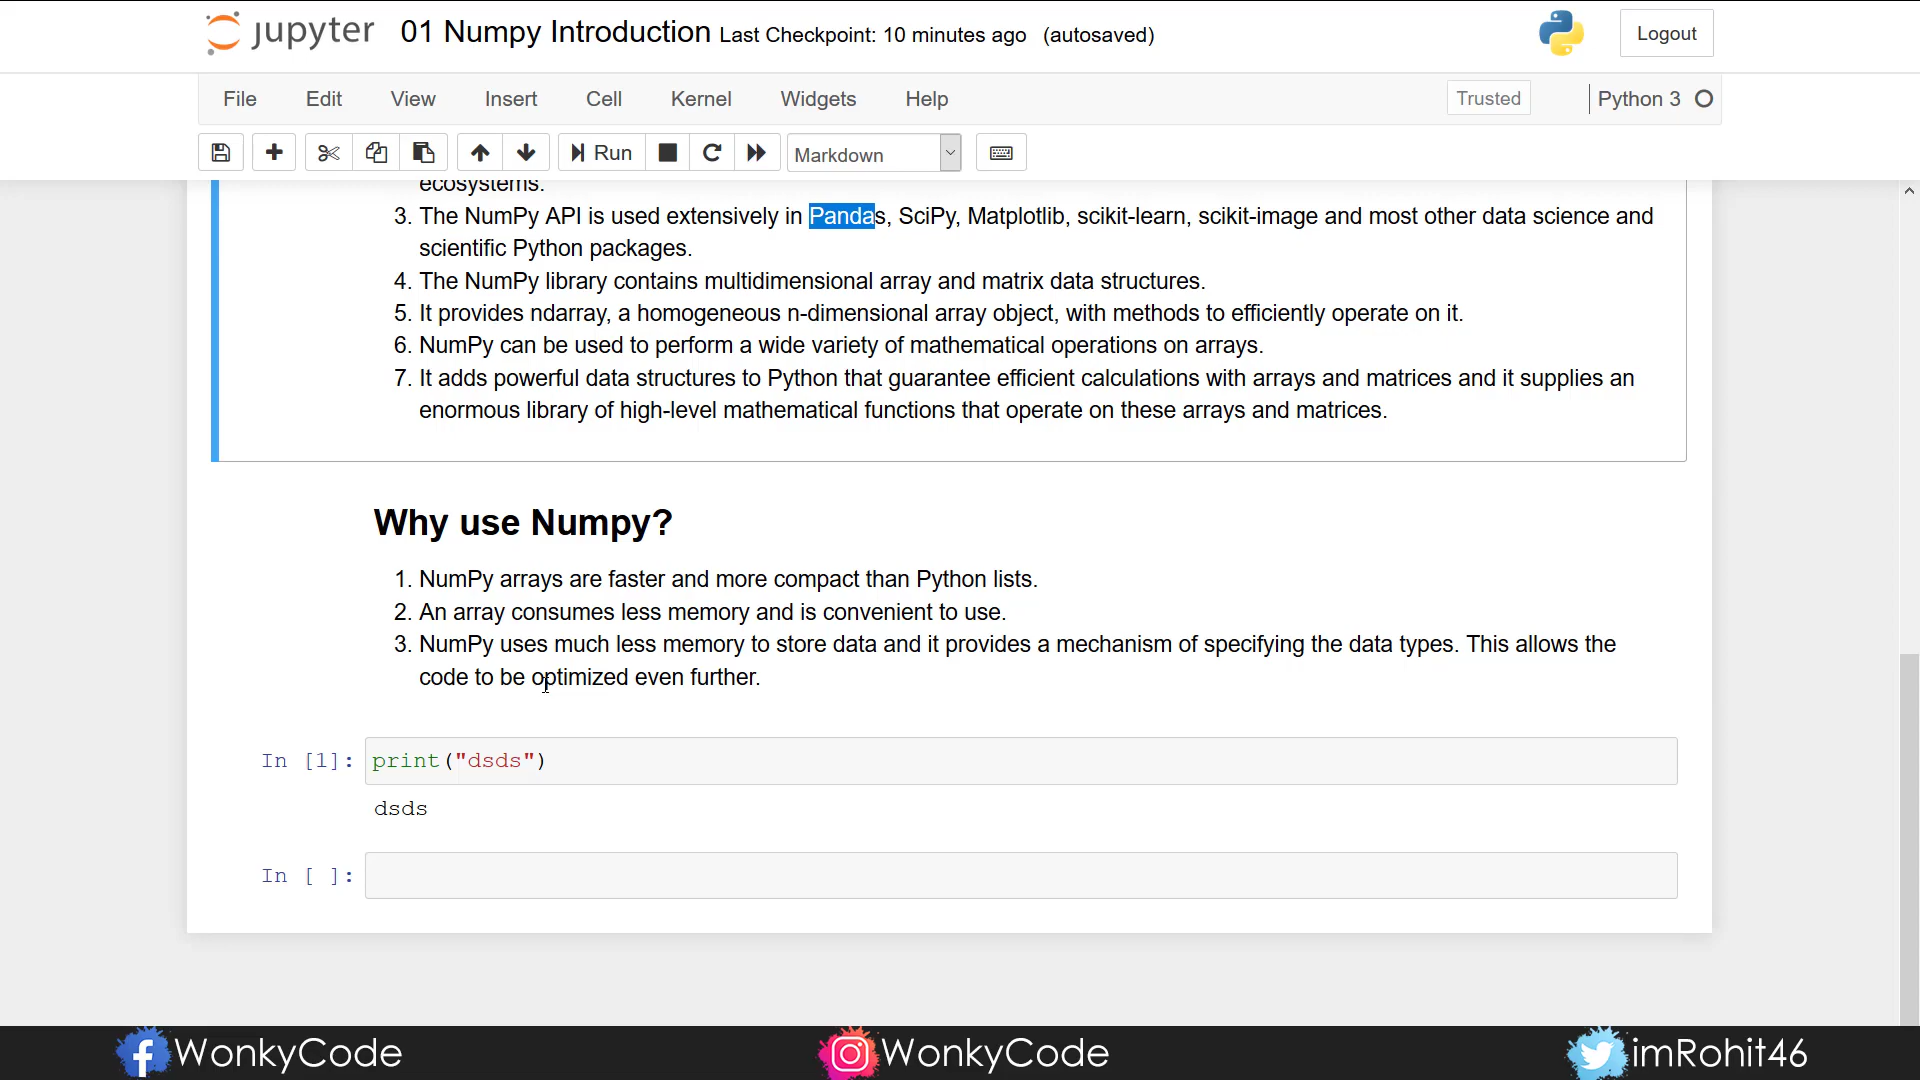 jupyter 01 Numpy Introduction Last Checkpoint: 10 minutes ago (autosaved) Logout
File Edit View Insert Cell Kernel Widgets Help Trusted Python 3
Run Markdown
ecosystems.
3. The NumPy API is used extensively in Pandas, SciPy, Matplotlib, scikit-learn, scikit-image and most other data science and
scientific Python packages.
4. The NumPy library contains multidimensional array and matrix data structures.
5. It provides ndarray, a homogeneous n-dimensional array object, with methods to efficiently operate on it.
6. NumPy can be used to perform a wide variety of mathematical operations on arrays.
7. It adds powerful data structures to Python that guarantee efficient calculations with arrays and matrices and it supplies an
enormous library of high-level mathematical functions that operate on these arrays and matrices.
Why use Numpy?
1. NumPy arrays are faster and more compact than Python lists.
2. An array consumes less memory and is convenient to use.
3. NumPy uses much less memory to store data and it provides a mechanism of specifying the data types. This allows the
code to be optimized even further.
In [1]: print("dsds")
dsds
In [ ]:
WonkyCode WonkyCode imRohit46